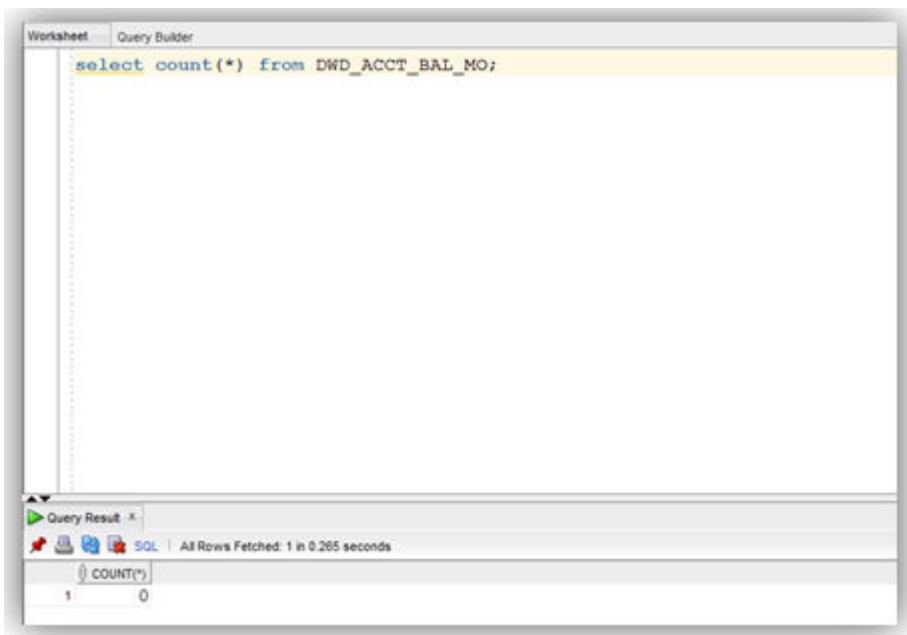 Worksheet Query Builder
select count(*) from DWD_ACCT_BAL_MO;
Query Result ×
SQL | All Rows Fetched: 1 in 0.265 seconds
COUNT(*)
1 0